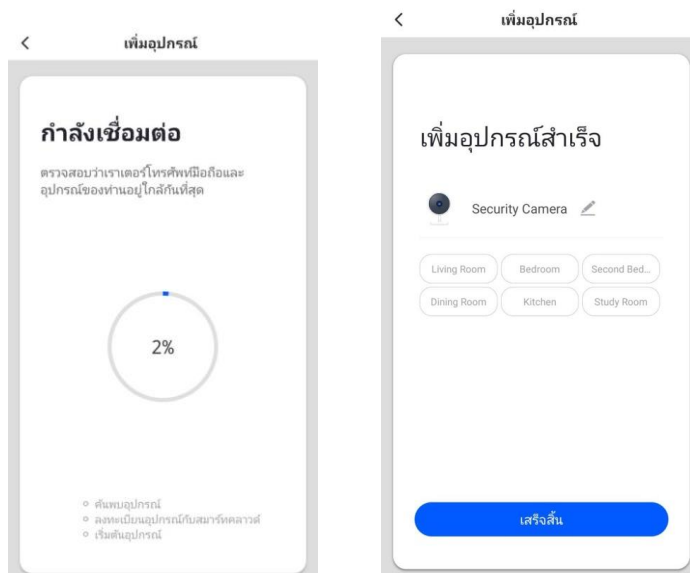 เพิ่มอุปกรณ์
กำลังเชื่อมต่อ
ตรวจสอบว่าเราเตอร์โทรศัพท์มือถือและ
อุปกรณ์ของท่านอยู่ใกล้กันที่สุด
2%
ค้นพบอุปกรณ์
ลงทะเบียนอุปกรณ์กับสมาร์ทคลาวด์
เริ่มต้นอุปกรณ์
เพิ่มอุปกรณ์
เพิ่มอุปกรณ์สำเร็จ
Security Camera
Living Room Bedroom Second Bed...
Dining Room Kitchen Study Room
เสร็จสิ้น